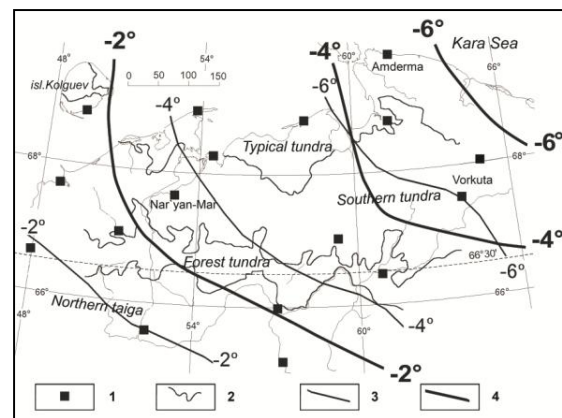 48° -2° 54° -4° 60° -6° 66° Kara Sea
0 25 50 75 100 150
isl.Kolguev Amderma
-4° -6°
-6°
68° Typical tundra 68°
Nar'yan-Mar Southern tundra Vorkuta
-2° -4°
66°30'
Forest tundra -6°
66° 66°
Northern taiga
48° 54° 60° -4°
-2° -2°
1 2 3 4